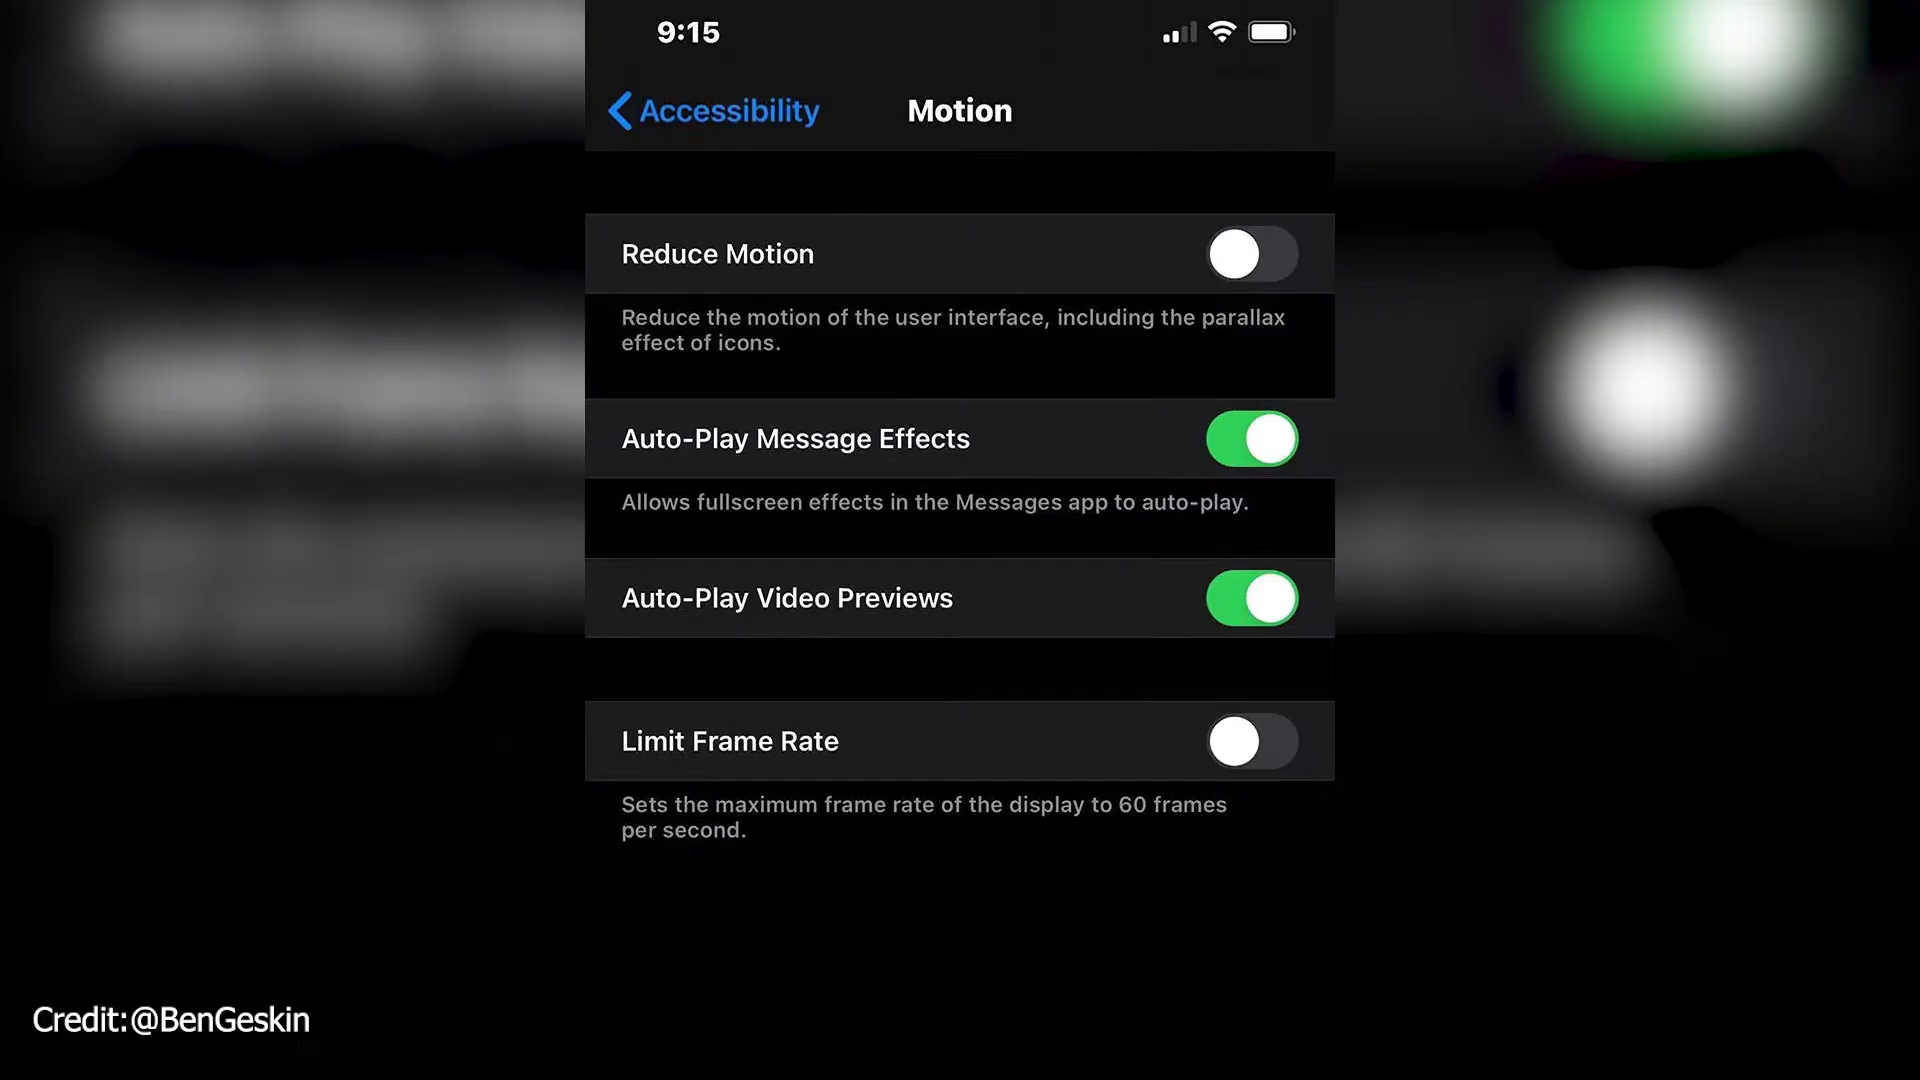 9:15
Accessibility
Motion
Reduce Motion
Reduce the motion of the user interface, including the parallax
effect of icons.
Auto-Play Message Effects
Allows fullscreen effects in the Messages app to auto-play.
Auto-Play Video Previews
Limit Frame Rate
Sets the maximum frame rate of the display to 60 frames
per second.
Credit:@BenGeskin